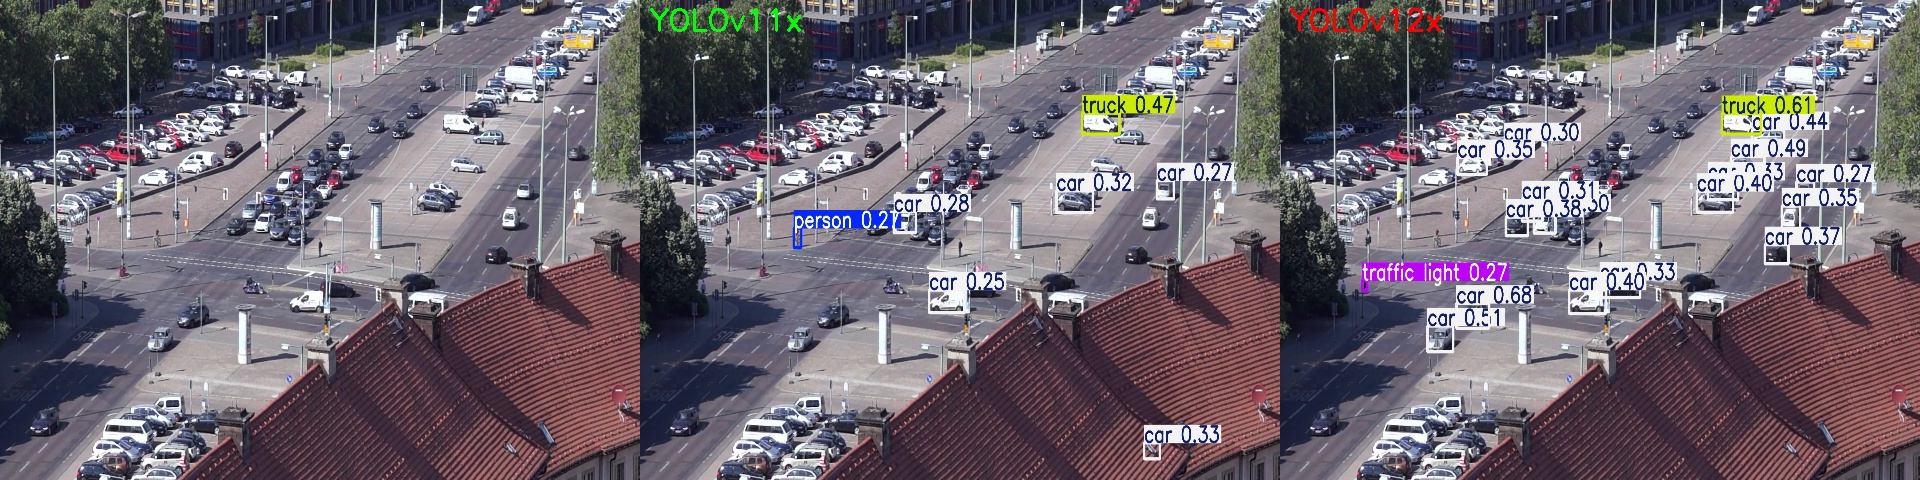 YOLOv11x
truck 0.47
car 0.32
car 0.27
car 0.28
person 0.27
car 0.25
car 0.33
YOLOv12x
truck 0.61
car 0.44
car 0.30
car 0.49
car 0.35
car 0.40
car 0.27
car 0.31
car 0.35
car 0.38
car 0.37
traffic light 0.27
car 0.33
car 0.40
car 0.68
car 0.51